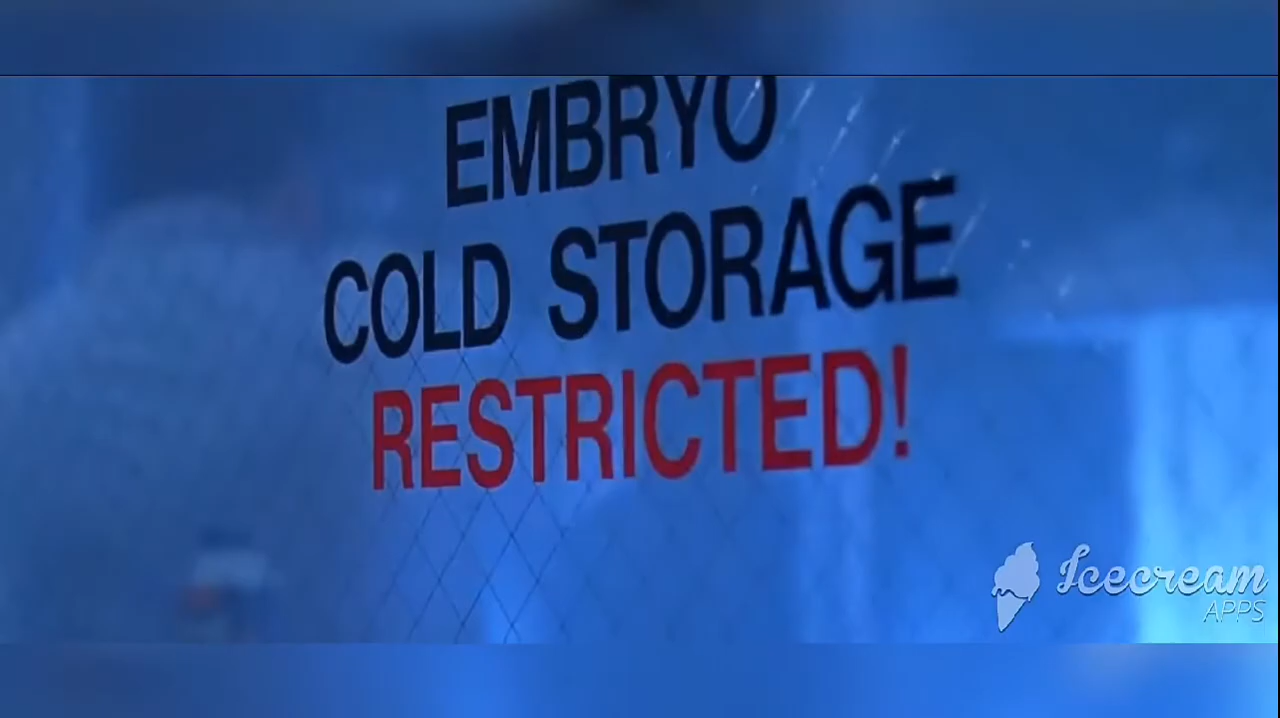 EMBRYO
COLD STORAGE
RESTRICTED!
Icecream
APPS